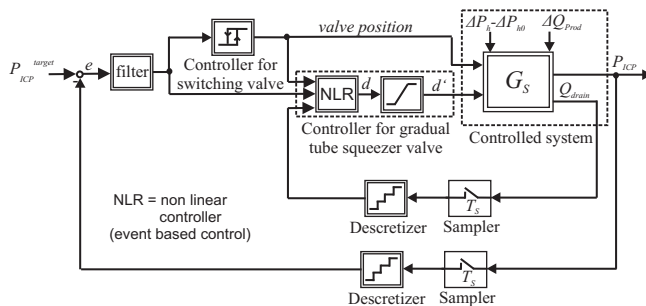 ΔP_h-ΔP_h0 ΔQ_Prod
P_ICP^target
e
filter
Controller for
switching valve
valve position
NLR
d
d'
Controller for gradual
tube squeezer valve
G_S
P_ICP
Q_drain
Controlled system
NLR = non linear
controller
(event based control)
T_S
Descretizer
Sampler
T_S
Descretizer
Sampler